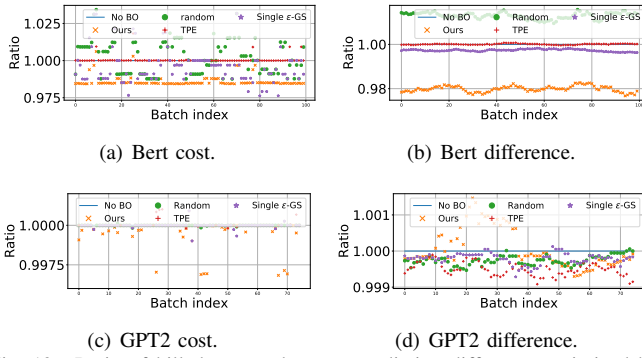 No BO random Single ε-GS
Ours TPE
Ratio
1.025
1.000
0.975
0 20 40 60 80 100
Batch index
(a) Bert cost.
No BO Random Single ε-GS
Ours TPE
Ratio
1.00
0.98
0 20 40 60 80 100
Batch index
(b) Bert difference.
No BO Random Single ε-GS
Ours TPE
Ratio
1.0000
0.9975
0 10 20 30 40 50 60 70
Batch index
(c) GPT2 cost.
No BO Random Single ε-GS
Ours TPE
Ratio
1.001
1.000
0.999
0 10 20 30 40 50 60 70
Batch index
(d) GPT2 difference.